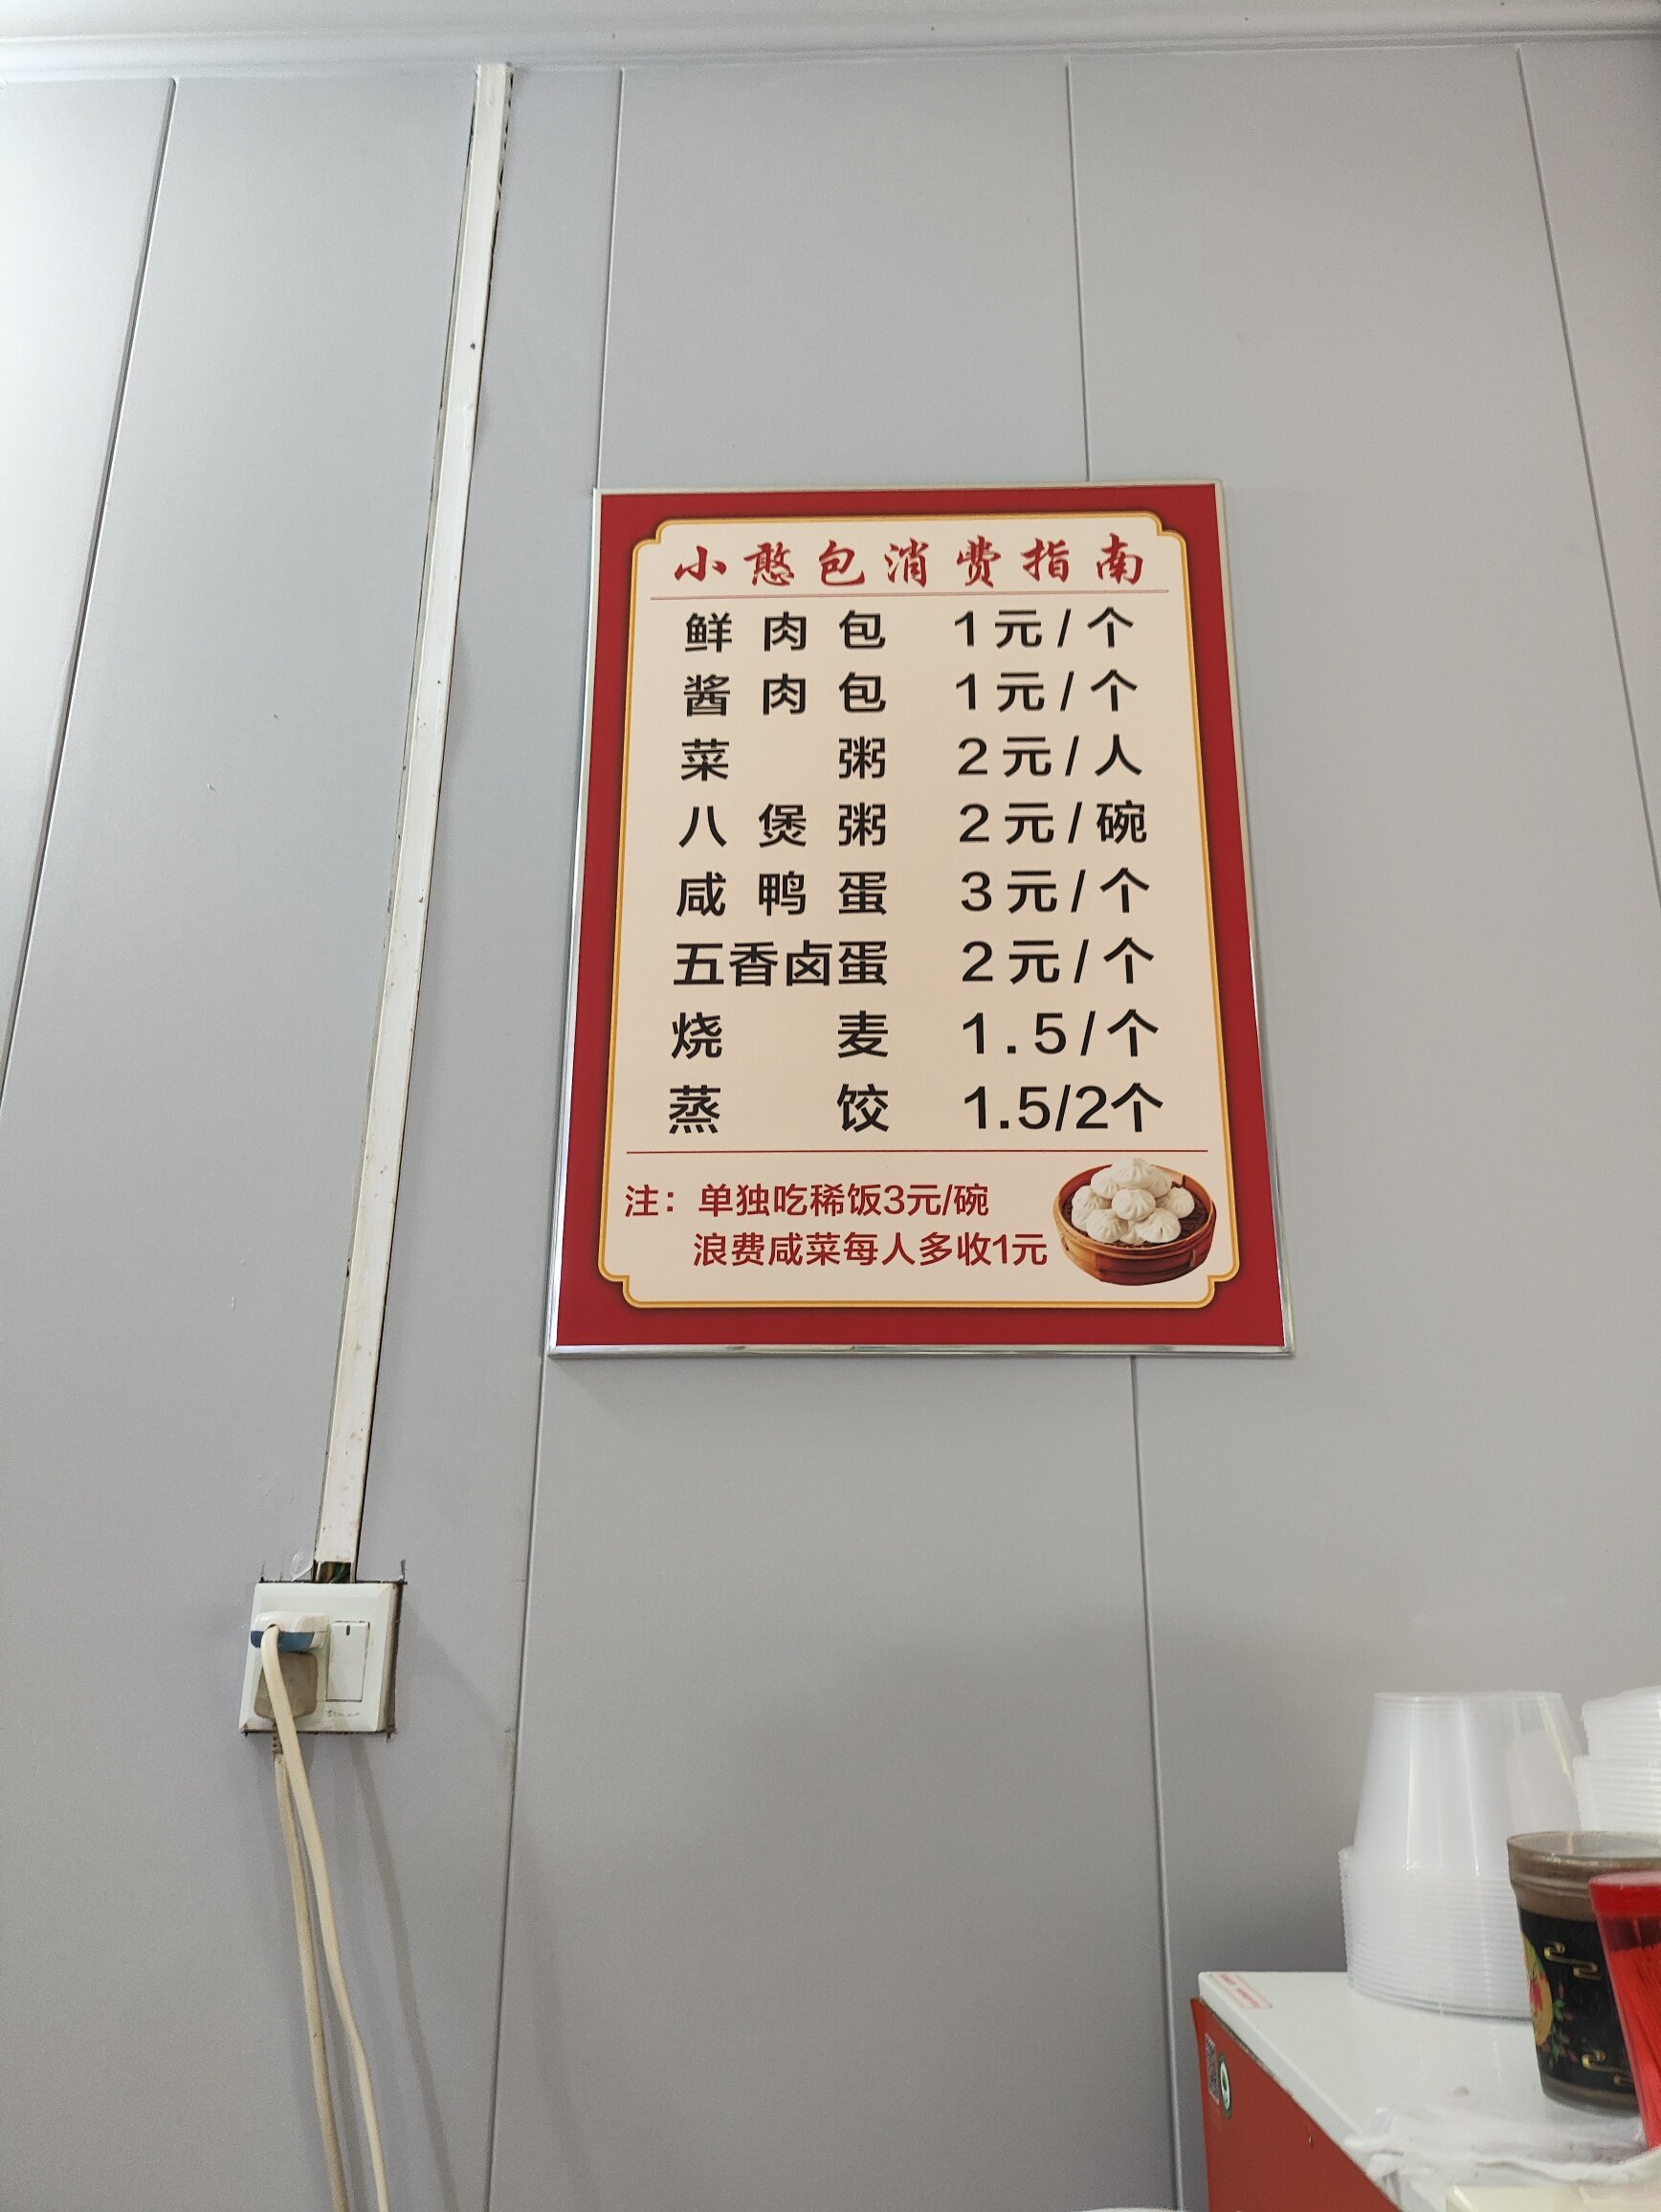 小憨包消费指南
鲜肉包 1元/个
酱肉包 1元/个
菜粥 2元/人
八煲粥 2元/碗
咸鸭蛋 3元/个
五香卤蛋 2元/个
烧麦 1.5/个
蒸饺 1.5/2个
注：单独吃稀饭3元/碗
浪费咸菜每人多收1元